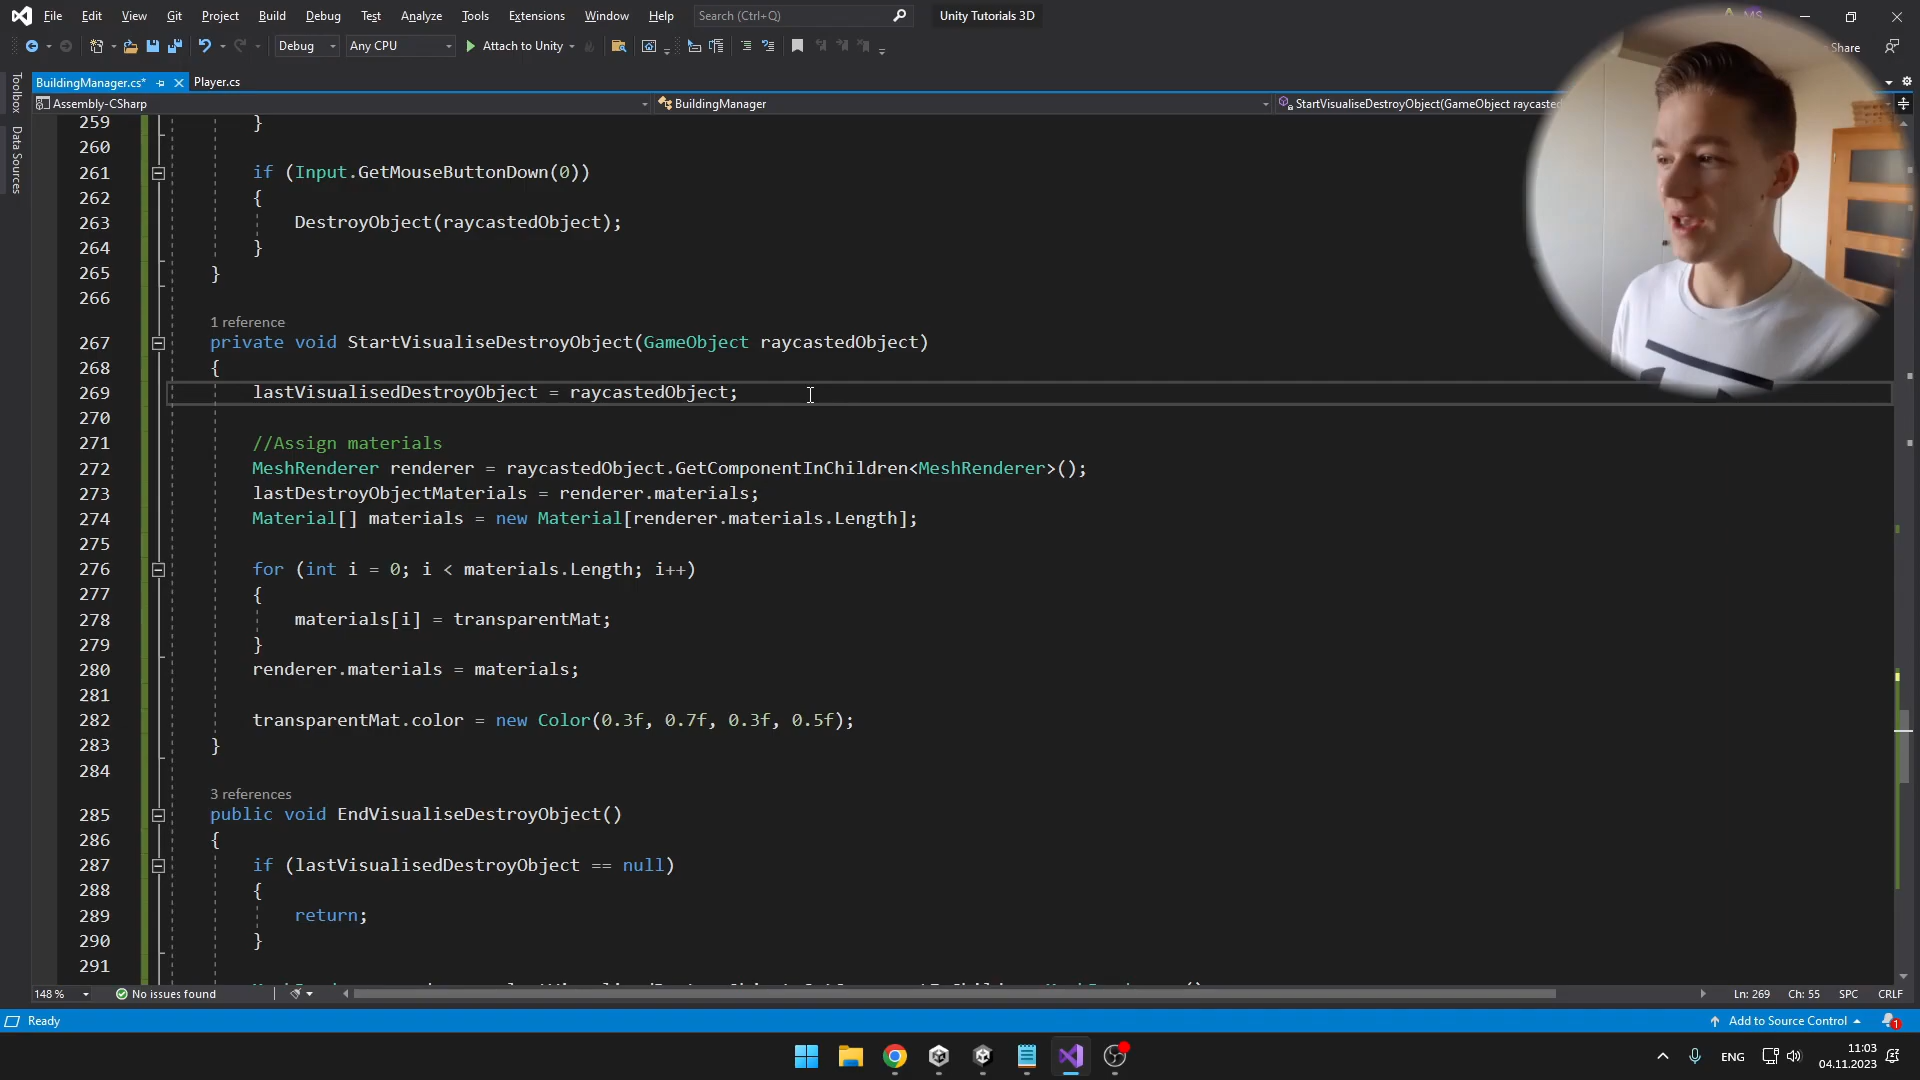 File Edit View Git Project Build Debug Test Analyze Tools Extensions Window Help Search (Ctrl+Q) Unity Tutorials 3D
Debug Any CPU Attach to Unity Share
BuildingManager.cs* Player.cs
Assembly-CSharp BuildingManager StartVisualiseDestroyObject(GameObject raycasted
Toolbox
Data Sources
259 }
260
261 if (Input.GetMouseButtonDown(0))
262 {
263 DestroyObject(raycastedObject);
264 }
265 }
266
1 reference
267 private void StartVisualiseDestroyObject(GameObject raycastedObject)
268 {
269 lastVisualisedDestroyObject = raycastedObject;
270
271 //Assign materials
272 MeshRenderer renderer = raycastedObject.GetComponentInChildren<MeshRenderer>();
273 lastDestroyObjectMaterials = renderer.materials;
274 Material[] materials = new Material[renderer.materials.Length];
275
276 for (int i = 0; i < materials.Length; i++)
277 {
278 materials[i] = transparentMat;
279 }
280 renderer.materials = materials;
281
282 transparentMat.color = new Color(0.3f, 0.7f, 0.3f, 0.5f);
283 }
284
3 references
285 public void EndVisualiseDestroyObject()
286 {
287 if (lastVisualisedDestroyObject == null)
288 {
289 return;
290 }
291
148 % No issues found Ln: 269 Ch: 55 SPC CRLF
Ready Add to Source Control 1
ENG 11:03
04.11.2023